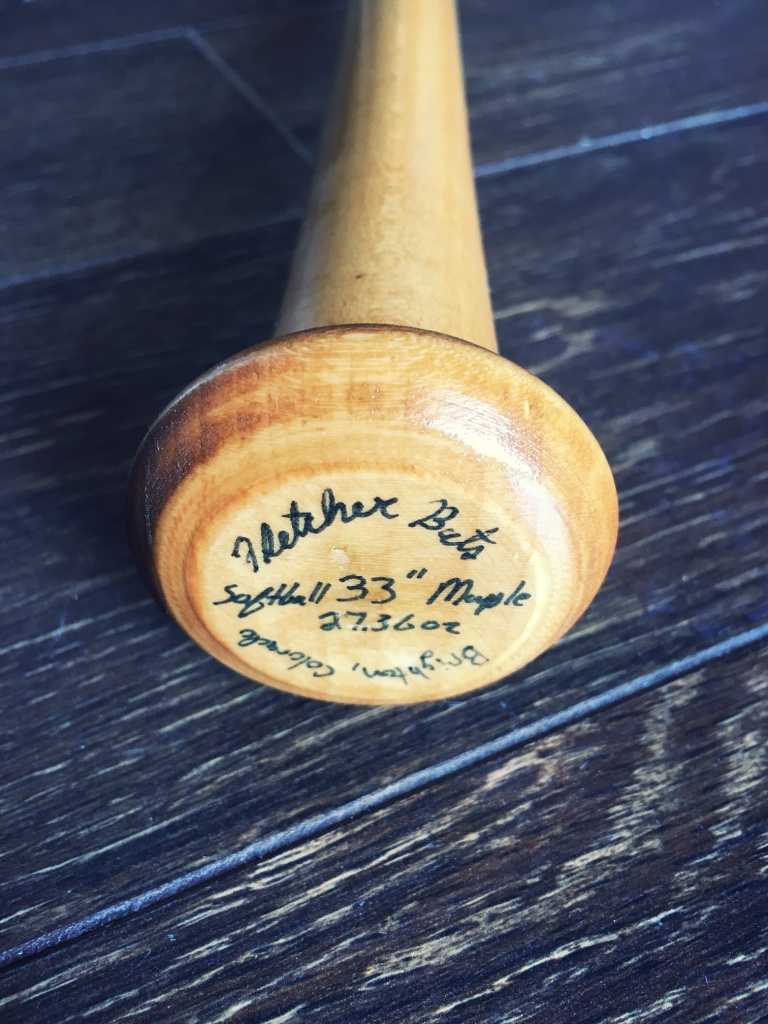 Fletcher Bats
Softball 33" Maple
27.36oz
Brighton, Colorado